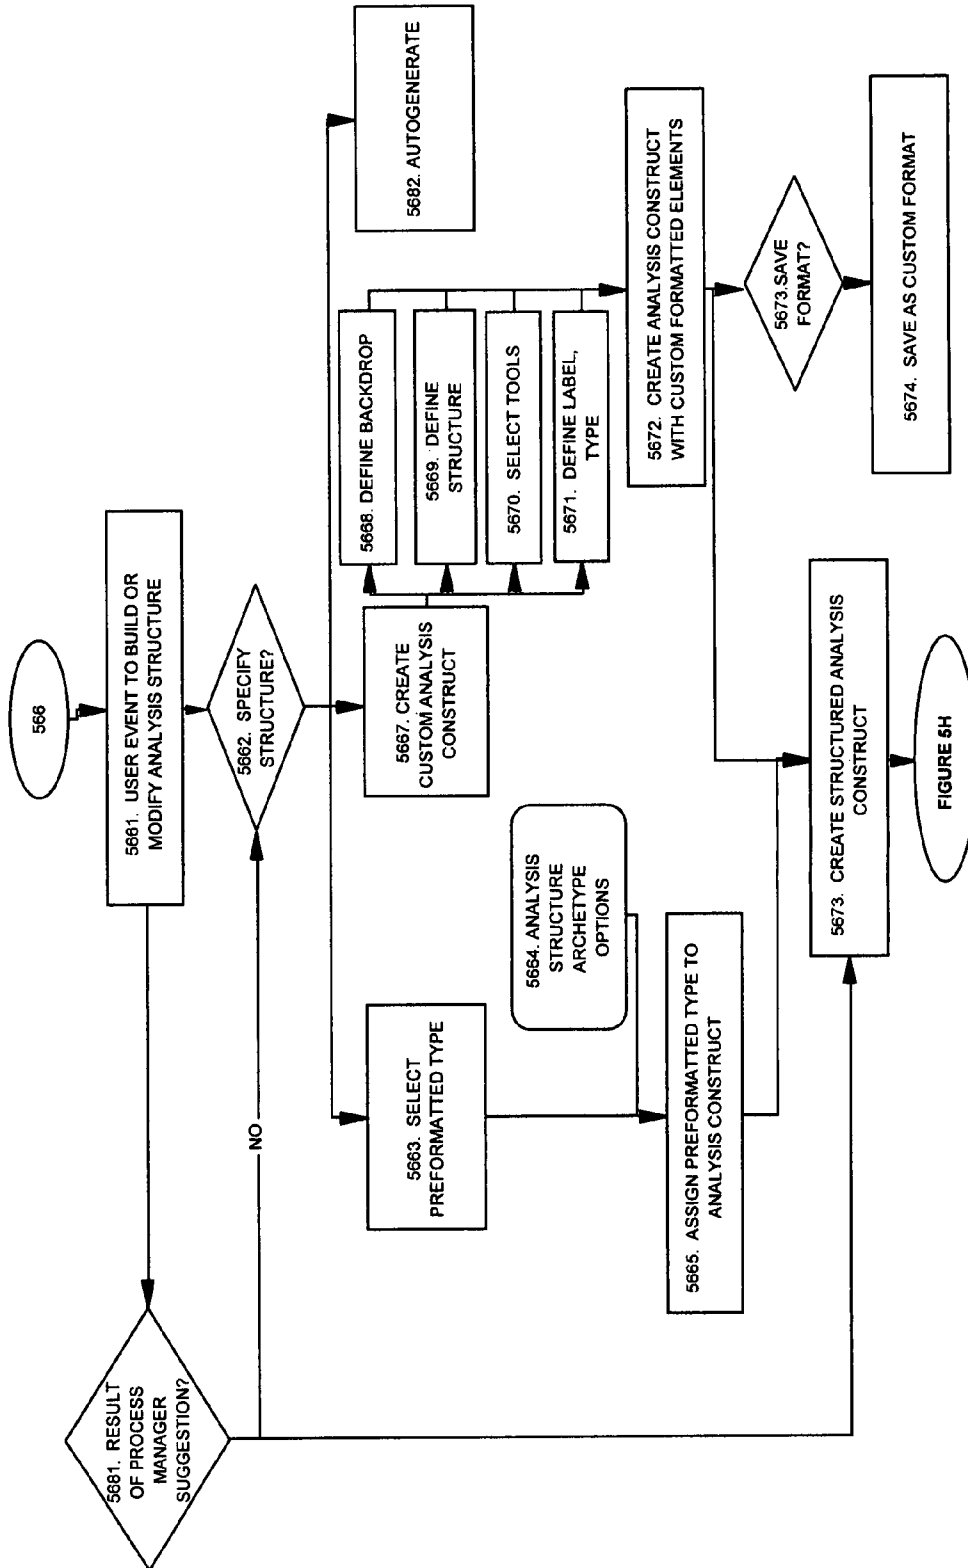 566
5661. USER EVENT TO BUILD OR
MODIFY ANALYSIS STRUCTURE
5681. RESULT
OF PROCESS
MANAGER
SUGGESTION?
5662. SPECIFY
STRUCTURE?
NO
5663. SELECT
PREFORMATTED TYPE
5667. CREATE
CUSTOM ANALYSIS
CONSTRUCT
5682. AUTOGENERATE
5668. DEFINE BACKDROP
5669. DEFINE
STRUCTURE
5670. SELECT TOOLS
5671. DEFINE LABEL,
TYPE
5664. ANALYSIS
STRUCTURE
ARCHETYPE
OPTIONS
5665. ASSIGN PREFORMATTED TYPE TO
ANALYSIS CONSTRUCT
5672. CREATE ANALYSIS CONSTRUCT
WITH CUSTOM FORMATTED ELEMENTS
5673.SAVE
FORMAT?
5673. CREATE STRUCTURED ANALYSIS
CONSTRUCT
5674. SAVE AS CUSTOM FORMAT
FIGURE 5H